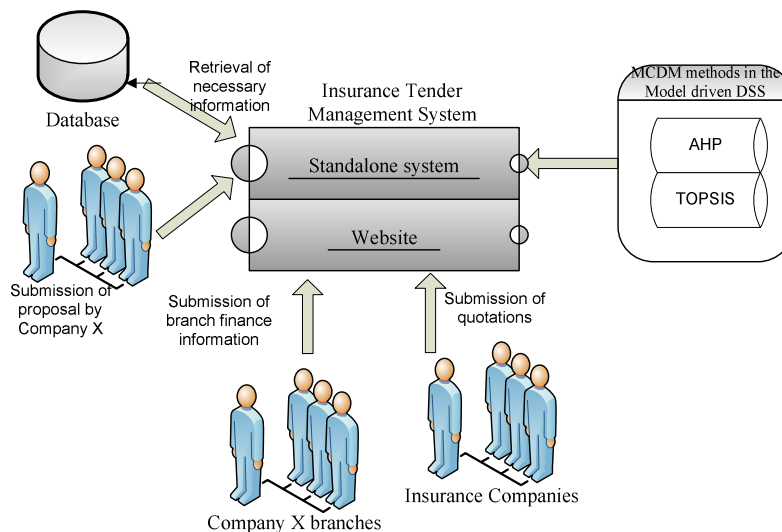 Retrieval of
necessary
information
Database
Insurance Tender
Management System
Standalone system
Website
MCDM methods in the
Model driven DSS
AHP
TOPSIS
Submission of
proposal by
Company X
Submission of
branch finance
information
Submission of
quotations
Company X branches
Insurance Companies